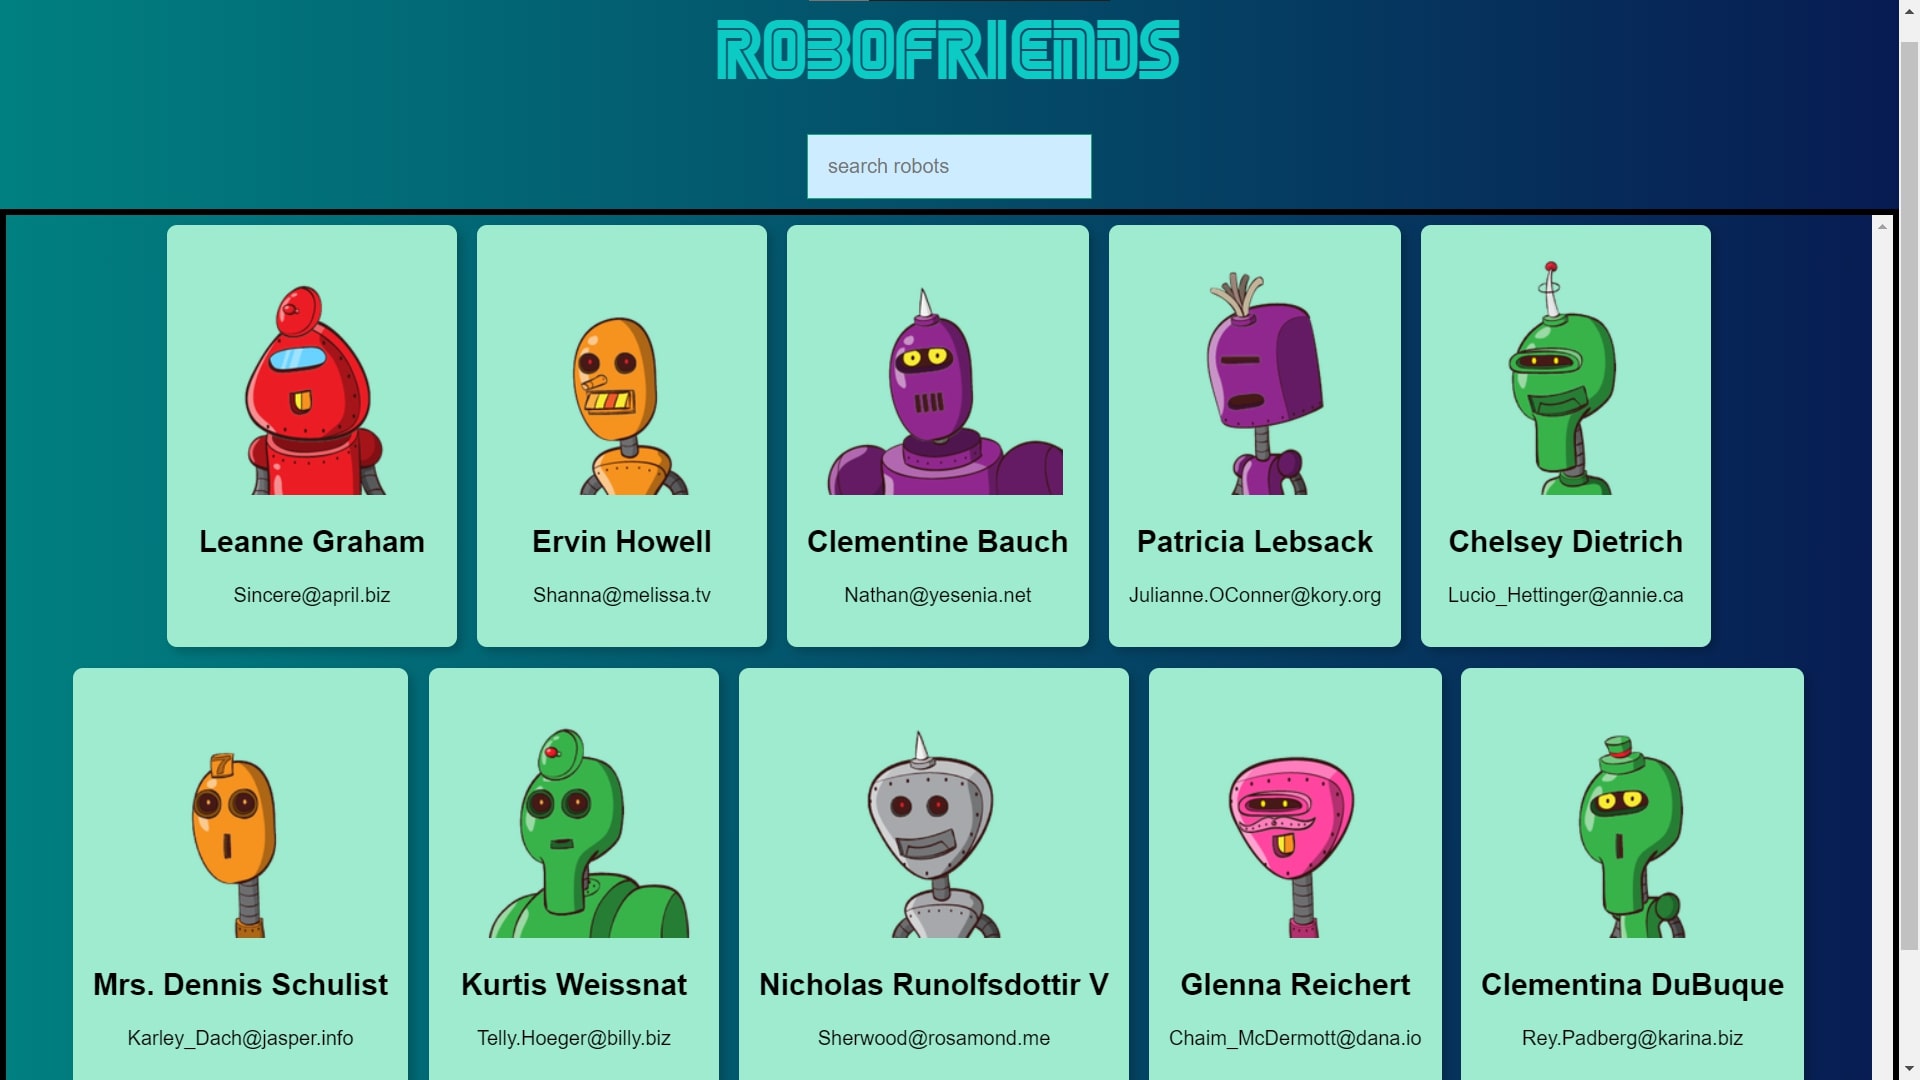 ROBOFRIENDS
search robots
Leanne Graham
Sincere@april.biz
Ervin Howell
Shanna@melissa.tv
Clementine Bauch
Nathan@yesenia.net
Patricia Lebsack
Julianne.OConner@kory.org
Chelsey Dietrich
Lucio_Hettinger@annie.ca
7
Mrs. Dennis Schulist
Karley_Dach@jasper.info
Kurtis Weissnat
Telly.Hoeger@billy.biz
Nicholas Runolfsdottir V
Sherwood@rosamond.me
Glenna Reichert
Chaim_McDermott@dana.io
Clementina DuBuque
Rey.Padberg@karina.biz